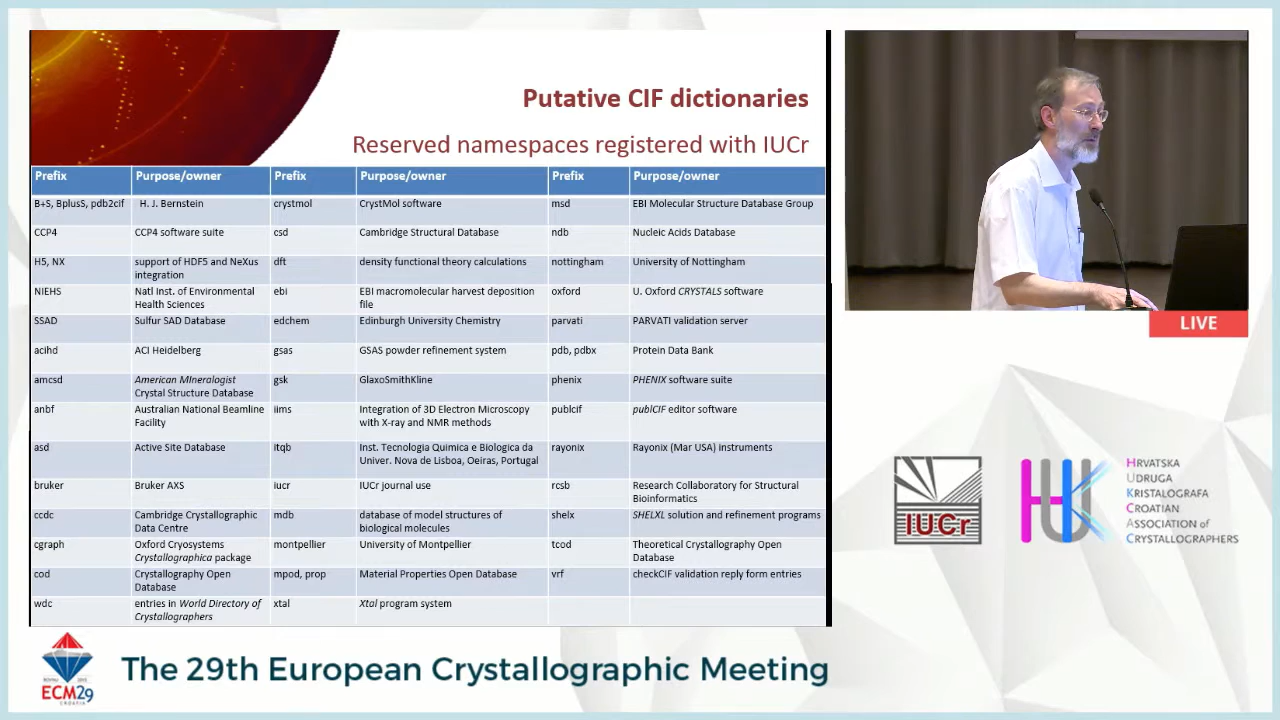 Putative CIF dictionaries
Reserved namespaces registered with IUCr
Prefix Purpose/owner Prefix Purpose/owner Prefix Purpose/owner
B+S, BplusS, pdb2cif H. J. Bernstein crystmol CrystMol software msd EBI Molecular Structure Database Group
CCP4 CCP4 software suite csd Cambridge Structural Database ndb Nucleic Acids Database
H5, NX support of HDF5 and NeXus dft density functional theory calculations nottingham University of Nottingham
integration
NIEHS Natl Inst. of Environmental ebi EBI macromolecular harvest deposition oxford U. Oxford CRYSTALS software
Health Sciences file
SSAD Sulfur SAD Database edchem Edinburgh University Chemistry parvati PARVATI validation server
acihd ACI Heidelberg gsas GSAS powder refinement system pdb, pdbx Protein Data Bank
amcsd American MIneralogist gsk GlaxoSmithKline phenix PHENIX software suite
Crystal Structure Database
anbf Australian National Beamline iims Integration of 3D Electron Microscopy publcif publCIF editor software
Facility with X-ray and NMR methods
asd Active Site Database itqb Inst. Tecnologia Quimica e Biologica da rayonix Rayonix (Mar USA) instruments
Univer. Nova de Lisboa, Oeiras, Portugal
bruker Bruker AXS iucr IUCr journal use rcsb Research Collaboratory for Structural
Bioinformatics
ccdc Cambridge Crystallographic mdb database of model structures of shelx SHELXL solution and refinement programs
Data Centre biological molecules
cgraph Oxford Cryosystems montpellier University of Montpellier tcod Theoretical Crystallography Open
Crystallographica package Database
cod Crystallography Open mpod, prop Material Properties Open Database vrf checkCIF validation reply form entries
Database
wdc entries in World Directory of xtal Xtal program system
Crystallographers
LIVE
IUCr
HUK
HRVATSKA
UDRUGA
KRISTALOGRAFA
CROATIAN
ASSOCIATION of
CRYSTALLOGRAPHERS
ECM29
CROATIA
The 29th European Crystallographic Meeting